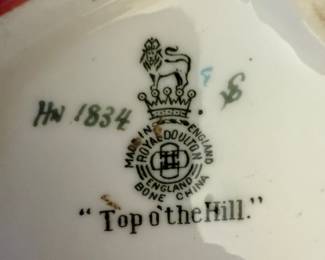 HN 1834
MADE IN ENGLAND
ROYAL DOULTON
ENGLAND
BONE CHINA
"Top o' the Hill."